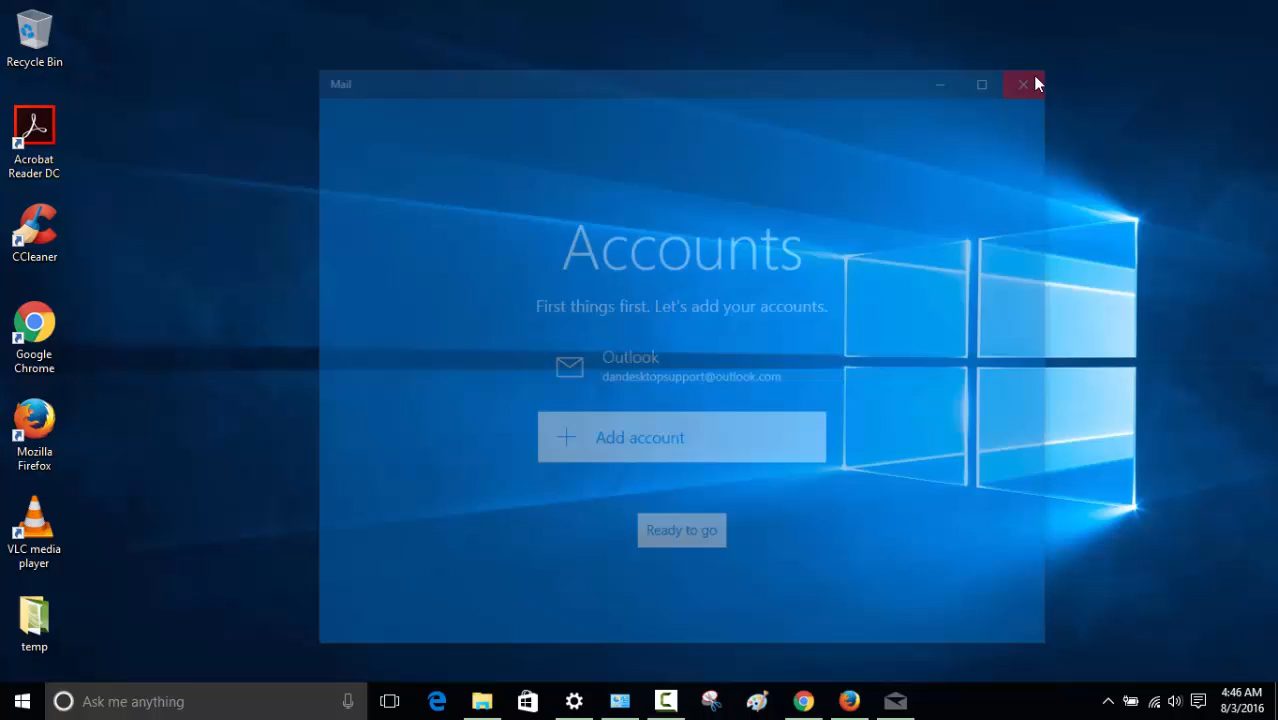 Recycle Bin
Acrobat
Reader DC
CCleaner
Google
Chrome
Mozilla
Firefox
VLC media
player
temp
Mail
Accounts
First things first. Let's add your accounts.
Outlook
dandesktopsupport@outlook.com
Add account
Ready to go
Ask me anything
4:46 AM
8/3/2016